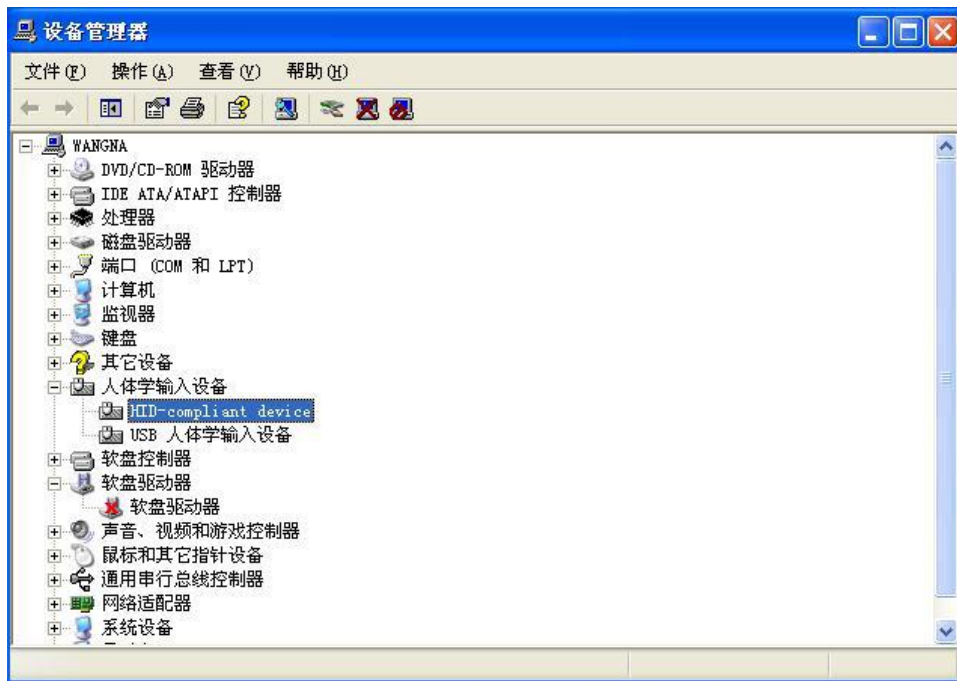 设备管理器
文件(F) 操作(A) 查看(V) 帮助(H)
WANGNA
DVD/CD-ROM 驱动器
IDE ATA/ATAPI 控制器
处理器
磁盘驱动器
端口 (COM 和 LPT)
计算机
监视器
键盘
其它设备
人体学输入设备
HID-compliant device
USB 人体学输入设备
软盘控制器
软盘驱动器
软盘驱动器
声音、视频和游戏控制器
鼠标和其它指针设备
通用串行总线控制器
网络适配器
系统设备